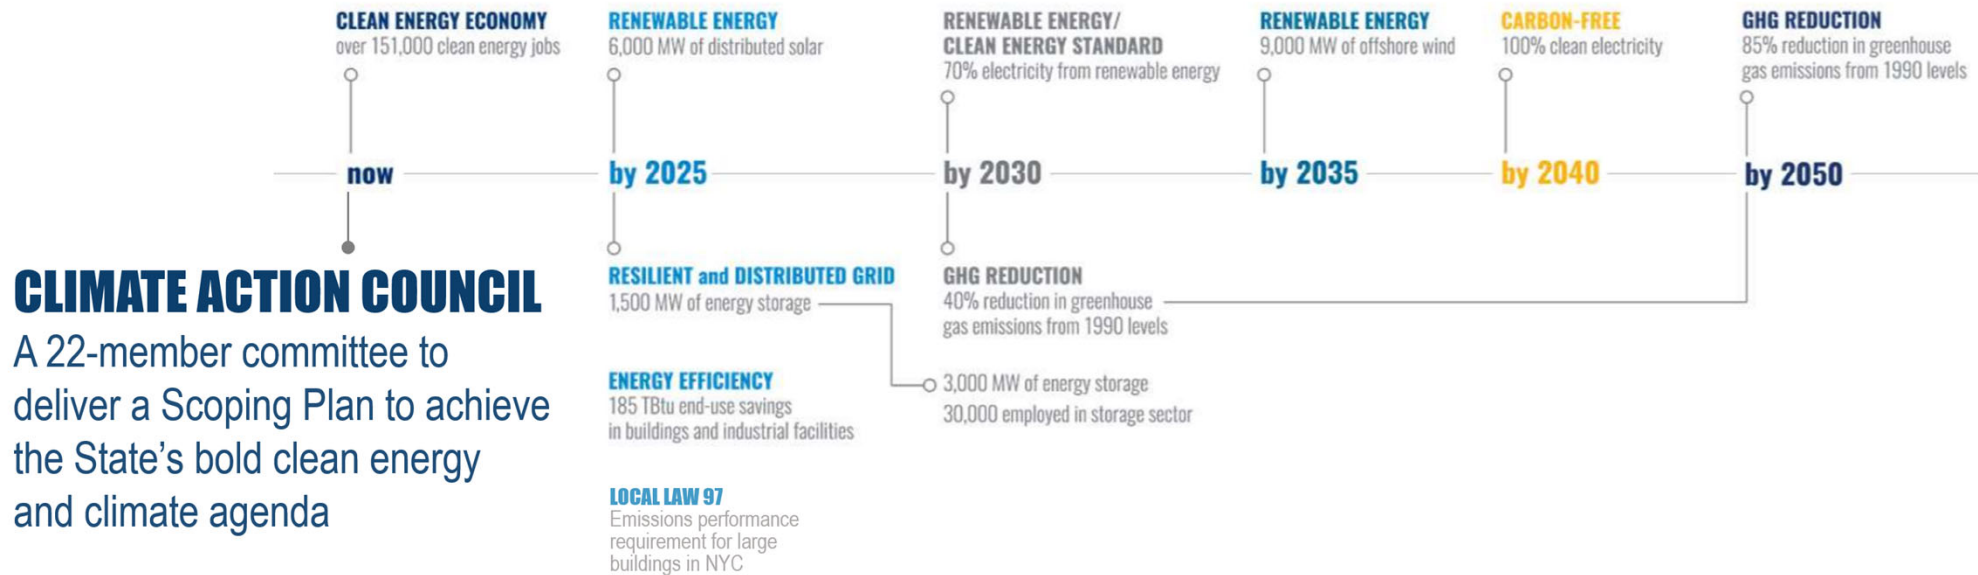 CLEAN ENERGY ECONOMY
over 151,000 clean energy jobs
RENEWABLE ENERGY
6,000 MW of distributed solar
RENEWABLE ENERGY/
CLEAN ENERGY STANDARD
70% electricity from renewable energy
RENEWABLE ENERGY
9,000 MW of offshore wind
CARBON-FREE
100% clean electricity
GHG REDUCTION
85% reduction in greenhouse
gas emissions from 1990 levels
now
by 2025
by 2030
by 2035
by 2040
by 2050
CLIMATE ACTION COUNCIL
A 22-member committee to
deliver a Scoping Plan to achieve
the State’s bold clean energy
and climate agenda
RESILIENT and DISTRIBUTED GRID
1,500 MW of energy storage
ENERGY EFFICIENCY
185 TBtu end-use savings
in buildings and industrial facilities
LOCAL LAW 97
Emissions performance
requirement for large
buildings in NYC
GHG REDUCTION
40% reduction in greenhouse
gas emissions from 1990 levels
3,000 MW of energy storage
30,000 employed in storage sector